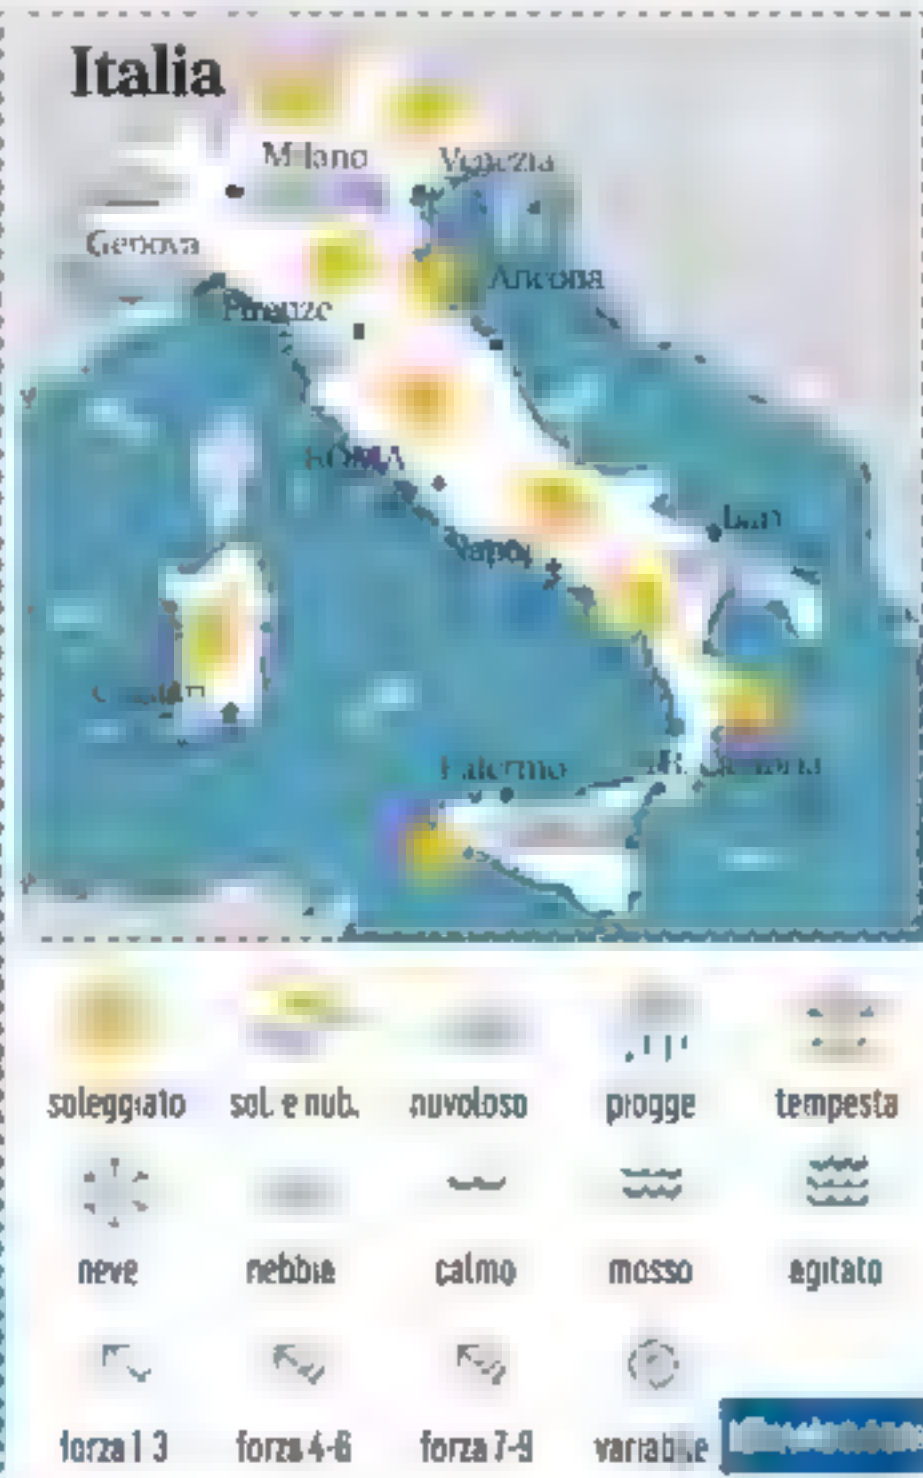 Italia
Milano
Venezia
Genova
Ancona
Firenze
ROMA
Bari
Napoli
Palermo
soleggiato sol. e nub. nuvoloso piogge tempesta
neve nebbia calmo mosso agitato
forza 1-3 forza 4-6 forza 7-9 variabile